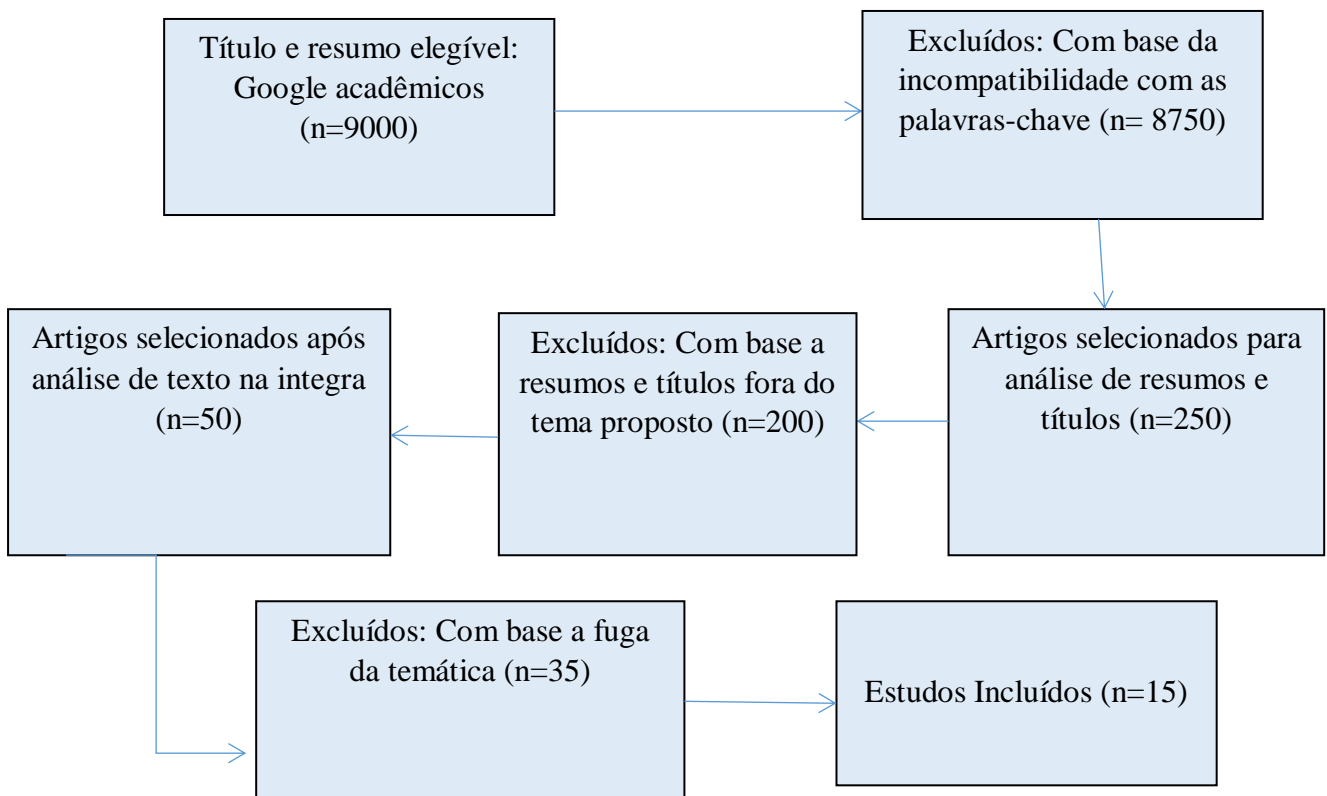 Título e resumo elegível:
Google acadêmicos
(n=9000)
Excluídos: Com base da
incompatibilidade com as
palavras-chave (n= 8750)
Artigos selecionados para
análise de resumos e
títulos (n=250)
Excluídos: Com base a
resumos e títulos fora do
tema proposto (n=200)
Artigos selecionados após
análise de texto na integra
(n=50)
Excluídos: Com base a fuga
da temática (n=35)
Estudos Incluídos (n=15)